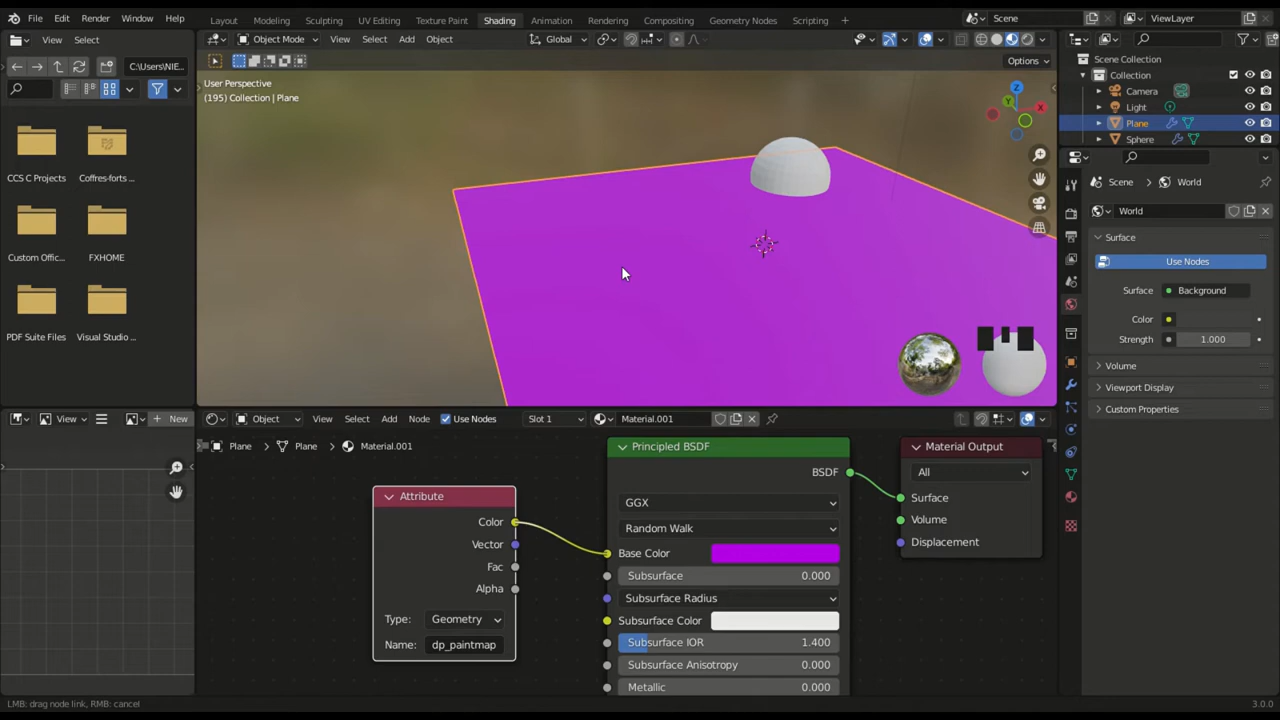 File Edit Render Window Help Layout Modeling Sculpting UV Editing Texture Paint Shading Animation Rendering Compositing Geometry Nodes Scripting + Scene ViewLayer
View Select Object Mode View Select Add Object Global
C:\Users\NIE... Options
User Perspective
(195) Collection | Plane
Z
Y
X
Scene Collection
Collection
Camera
Light
Plane
Sphere
CCS C Projects Coffres-forts ...
Custom Offic... FXHOME
PDF Suite Files Visual Studio ...
Scene World
World
Surface
Use Nodes
Surface Background
Color
Strength 1.000
Volume
Viewport Display
Custom Properties
View New Object View Select Add Node Use Nodes Slot 1 Material.001
Plane Plane Material.001
Attribute
Color
Vector
Fac
Alpha
Type: Geometry
Name: dp_paintmap
Principled BSDF
BSDF
GGX
Random Walk
Base Color
Subsurface 0.000
Subsurface Radius
Subsurface Color
Subsurface IOR 1.400
Subsurface Anisotropy 0.000
Metallic 0.000
Material Output
All
Surface
Volume
Displacement
LMB: drag node link, RMB: cancel 3.0.0